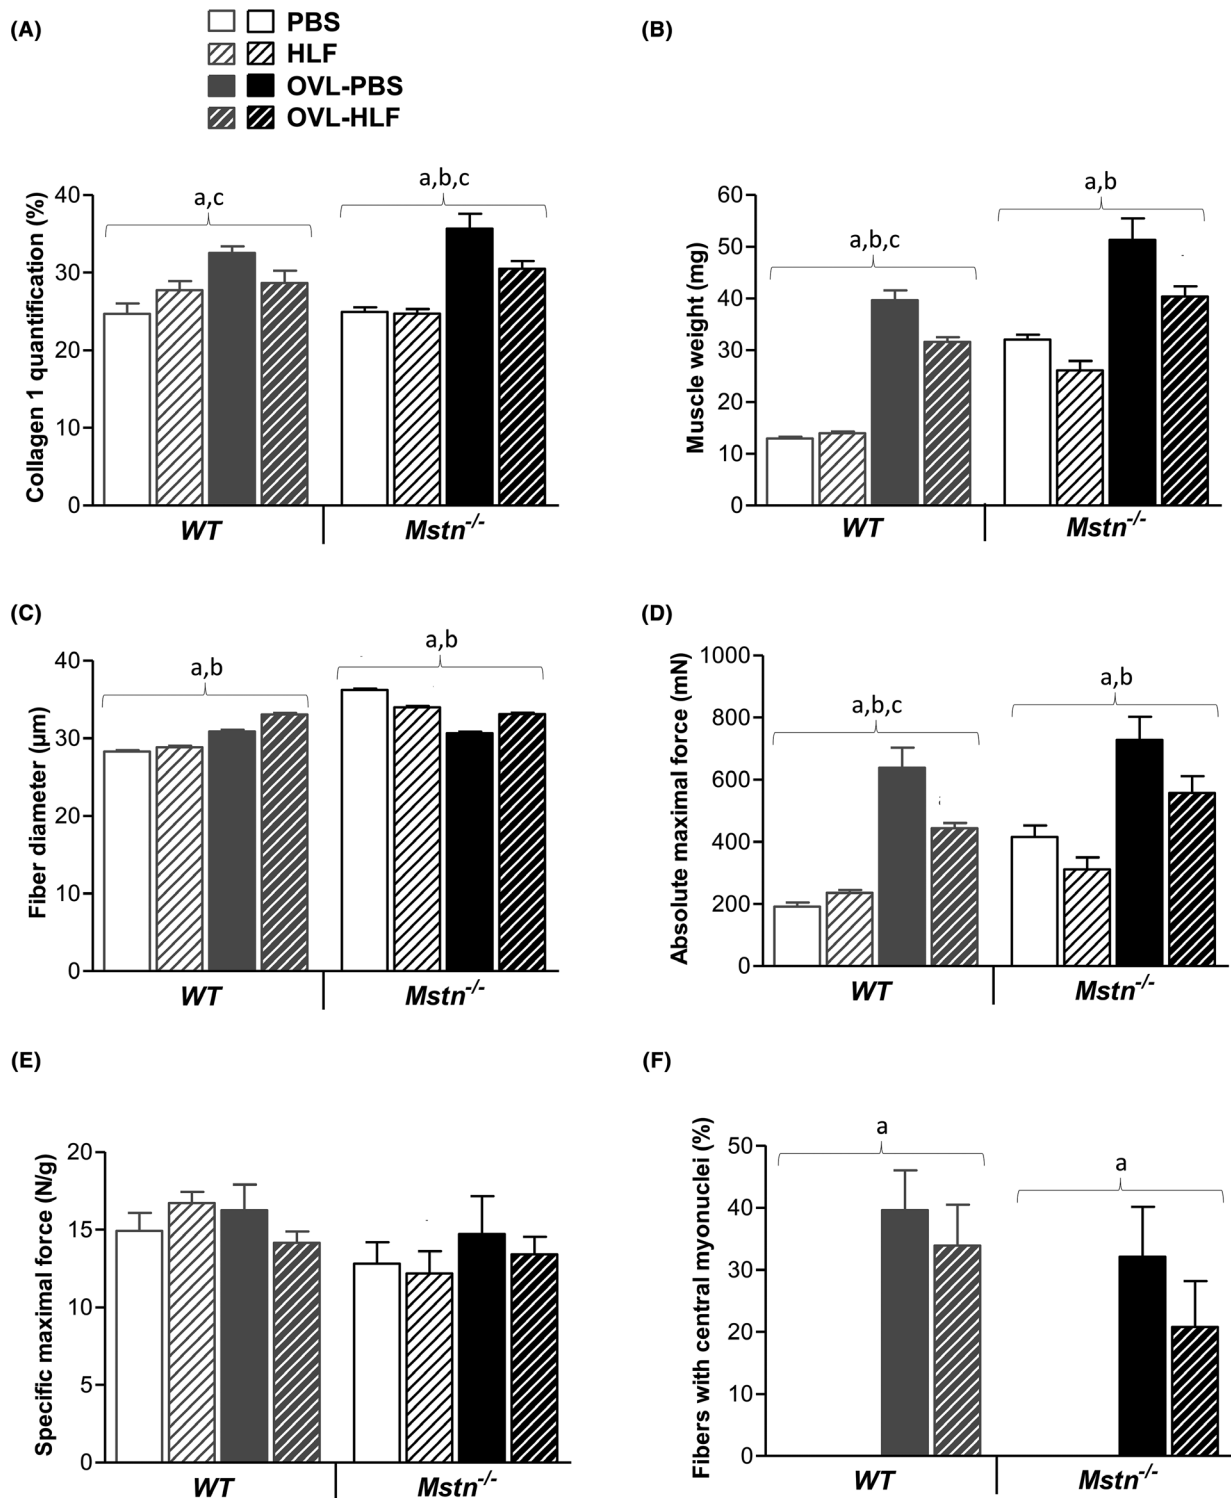 (A)
PBS
HLF
OVL-PBS
OVL-HLF
Collagen 1 quantification (%)
40
30
20
10
0
a,c
a,b,c
WT
Mstn-/-
(B)
Muscle weight (mg)
60
50
40
30
20
10
0
a,b,c
a,b
WT
Mstn-/-
(C)
Fiber diameter (μm)
40
30
20
10
0
a,b
a,b
WT
Mstn-/-
(D)
Absolute maximal force (mN)
1000
800
600
400
200
0
a,b,c
a,b
WT
Mstn-/-
(E)
Specific maximal force (N/g)
20
15
10
5
0
WT
Mstn-/-
(F)
Fibers with central myonuclei (%)
50
40
30
20
10
0
a
a
WT
Mstn-/-